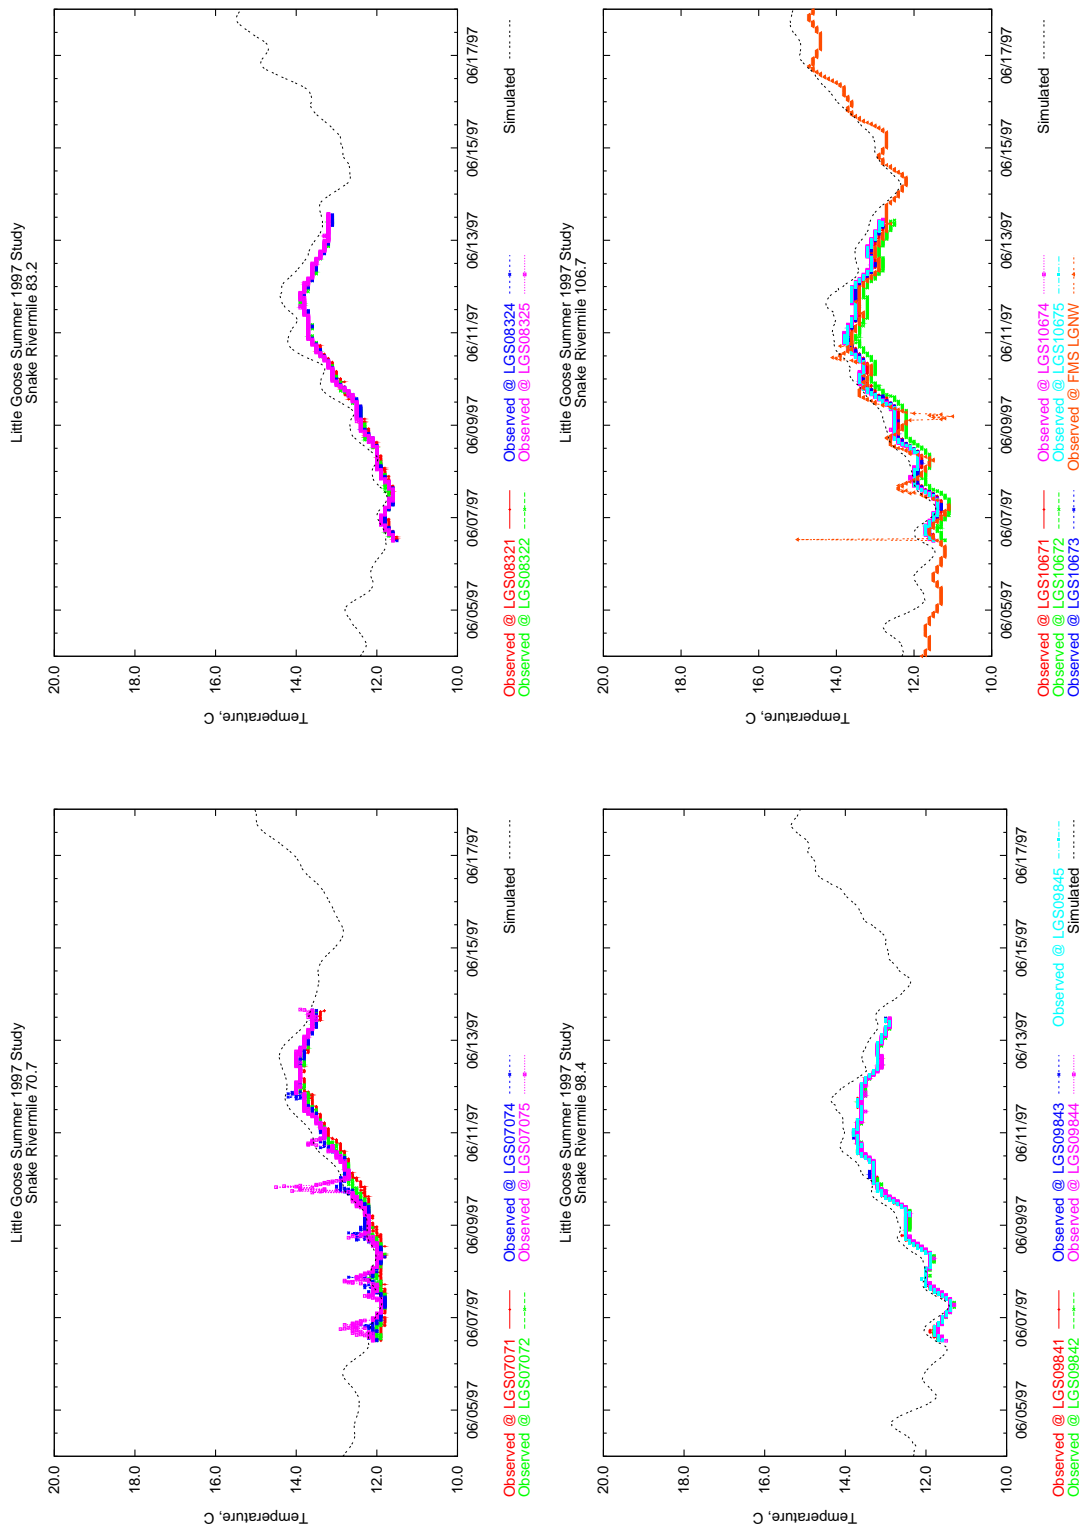 Little Goose Summer 1997 Study
Snake Rivermile 70.7
20.0
18.0
16.0
14.0
12.0
10.0
Temperature, C
06/05/97
06/07/97
06/09/97
06/11/97
06/13/97
06/15/97
06/17/97
Observed @ LGS07071
Observed @ LGS07072
Observed @ LGS07074
Observed @ LGS07075
Simulated
Little Goose Summer 1997 Study
Snake Rivermile 83.2
20.0
18.0
16.0
14.0
12.0
10.0
Temperature, C
06/05/97
06/07/97
06/09/97
06/11/97
06/13/97
06/15/97
06/17/97
Observed @ LGS08321
Observed @ LGS08322
Observed @ LGS08324
Observed @ LGS08325
Simulated
Little Goose Summer 1997 Study
Snake Rivermile 98.4
20.0
18.0
16.0
14.0
12.0
10.0
Temperature, C
06/05/97
06/07/97
06/09/97
06/11/97
06/13/97
06/15/97
06/17/97
Observed @ LGS09841
Observed @ LGS09842
Observed @ LGS09843
Observed @ LGS09844
Observed @ LGS09845
Simulated
Little Goose Summer 1997 Study
Snake Rivermile 106.7
20.0
18.0
16.0
14.0
12.0
10.0
Temperature, C
06/05/97
06/07/97
06/09/97
06/11/97
06/13/97
06/15/97
06/17/97
Observed @ LGS10671
Observed @ LGS10672
Observed @ LGS10673
Observed @ LGS10674
Observed @ LGS10675
Observed @ FMS LGNW
Simulated